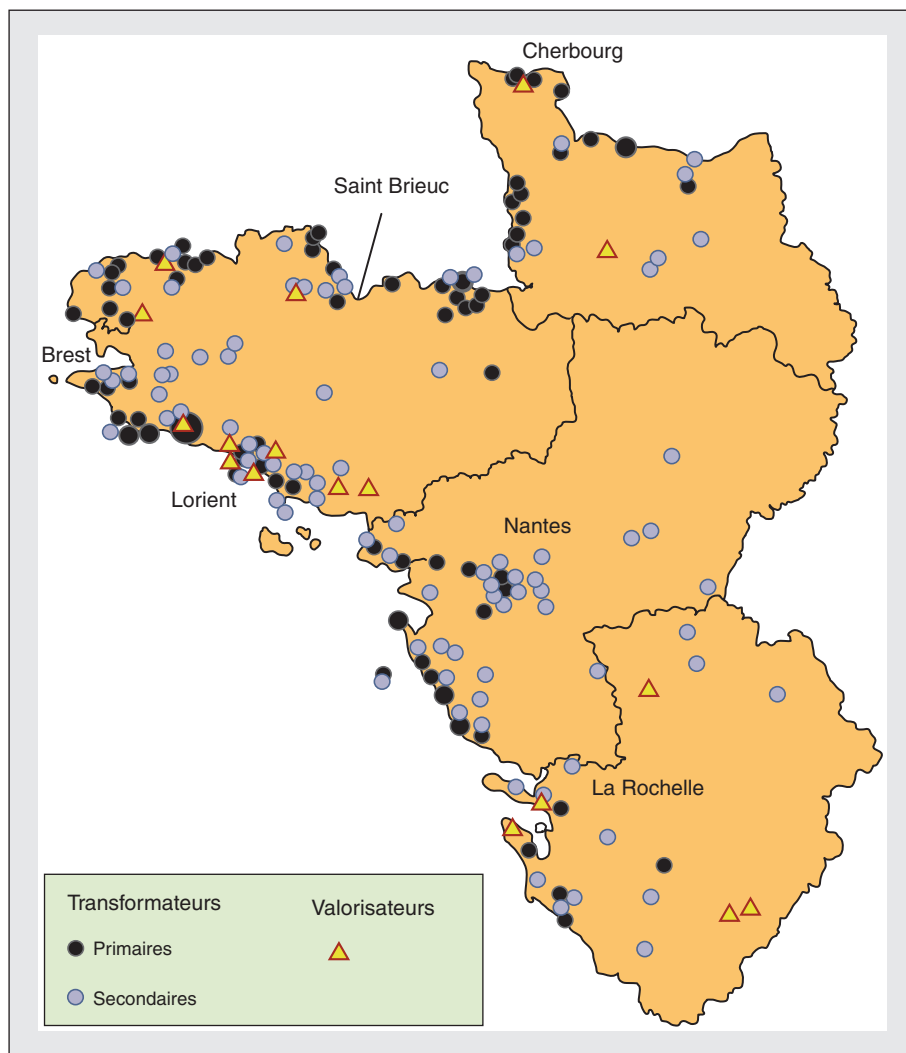 Cherbourg
Saint Brieuc
Brest
Lorient
Nantes
La Rochelle
Transformateurs
Valorisateurs
Primaires
Secondaires